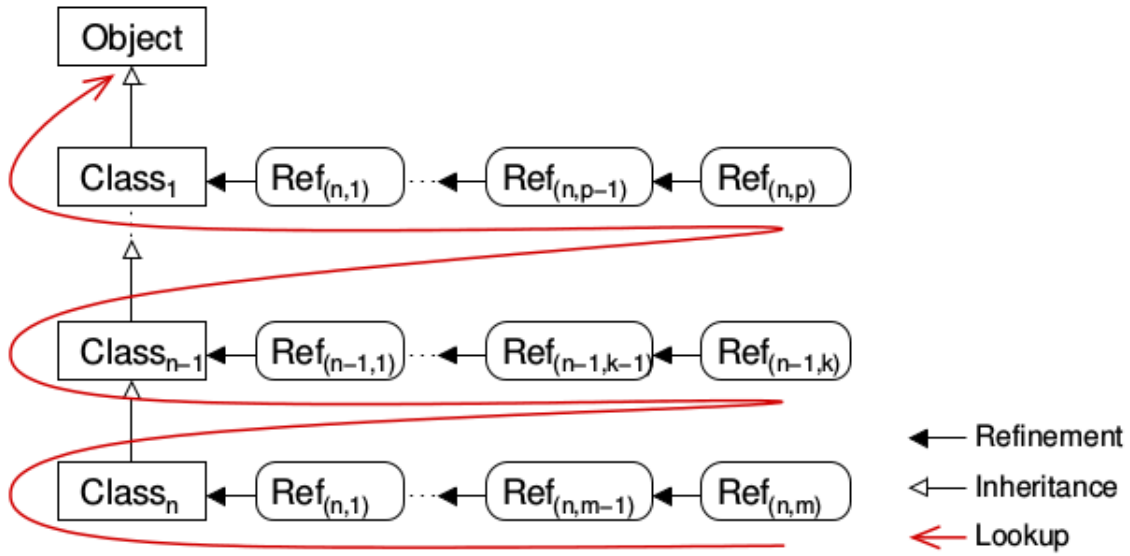 Object
Class₁ Ref₍n,1₎ ... Ref₍n,p−1₎ Ref₍n,p₎
Classn−1 Ref(n−1,1) ... Ref(n−1,k−1) Ref(n−1,k)
Classn Ref(n,1) ... Ref(n,m−1) Ref(n,m)
Refinement
Inheritance
Lookup